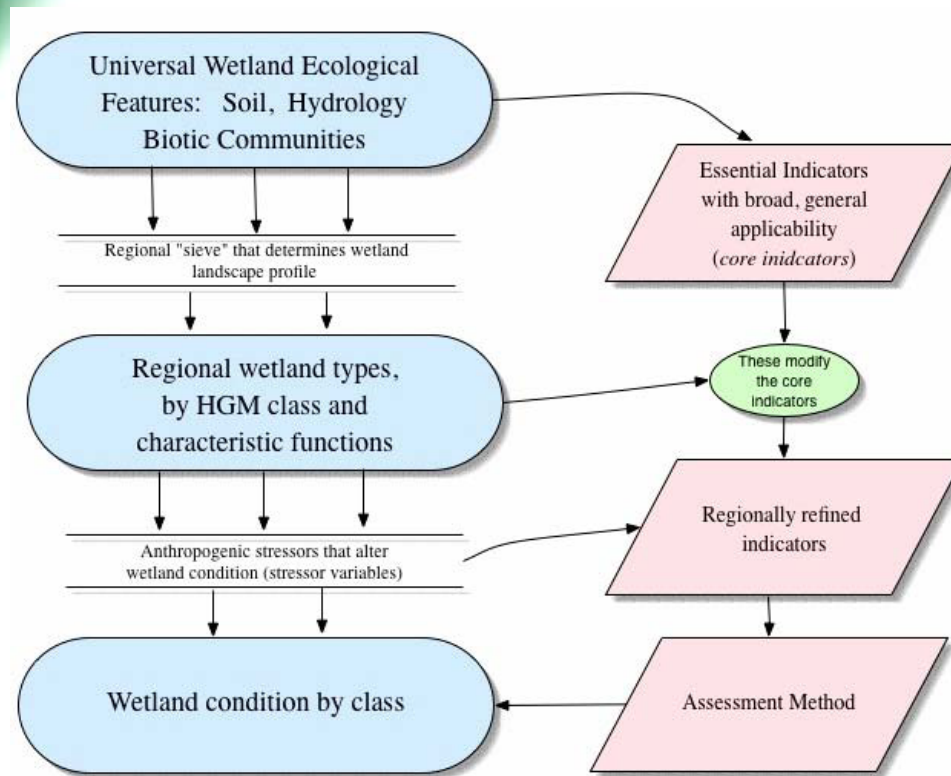 Universal Wetland Ecological
Features: Soil, Hydrology
Biotic Communities
Essential Indicators
with broad, general
applicability
(core inidcators)
Regional "sieve" that determines wetland
landscape profile
Regional wetland types,
by HGM class and
characteristic functions
These modify
the core
indicators
Anthropogenic stressors that alter
wetland condition (stressor variables)
Regionally refined
indicators
Wetland condition by class
Assessment Method